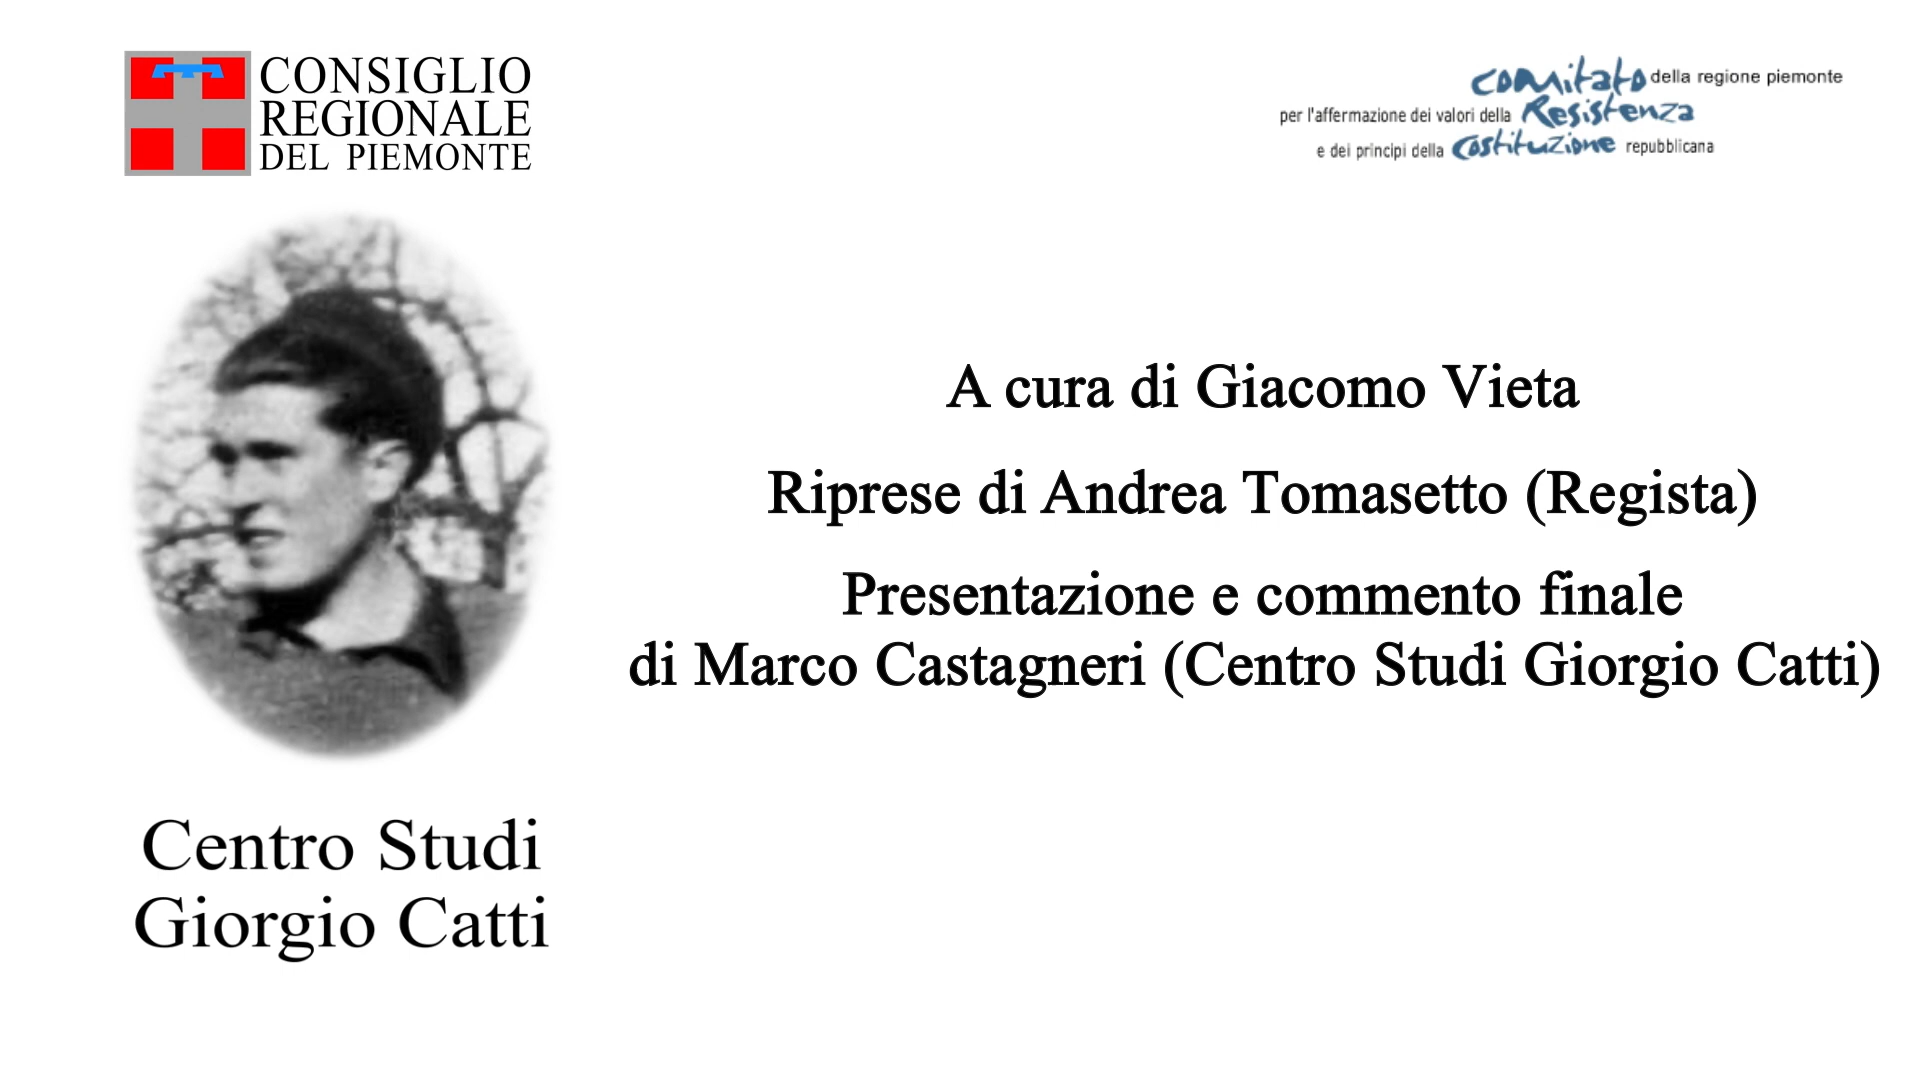 CONSIGLIO
REGIONALE
DEL PIEMONTE
comitato della regione piemonte
per l'affermazione dei valori della Resistenza
e dei principi della Costituzione repubblicana
A cura di Giacomo Vieta
Riprese di Andrea Tomasetto (Regista)
Presentazione e commento finale
di Marco Castagneri (Centro Studi Giorgio Catti)
Centro Studi
Giorgio Catti